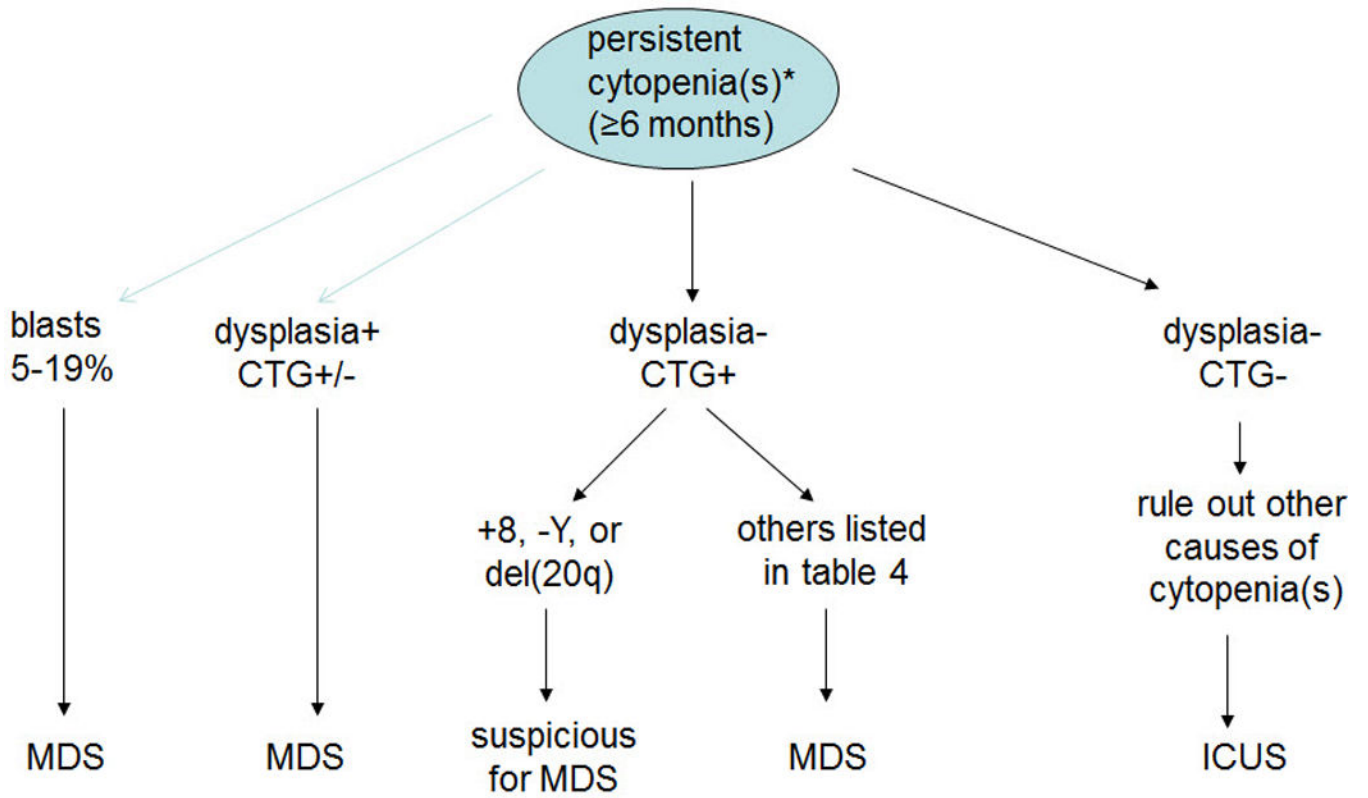 persistent
cytopenia(s)*
(≥6 months)
blasts
5-19%
dysplasia+
CTG+/-
dysplasia-
CTG+
dysplasia-
CTG-
+8, -Y, or
del(20q)
others listed
in table 4
rule out other
causes of
cytopenia(s)
MDS
MDS
suspicious
for MDS
MDS
ICUS